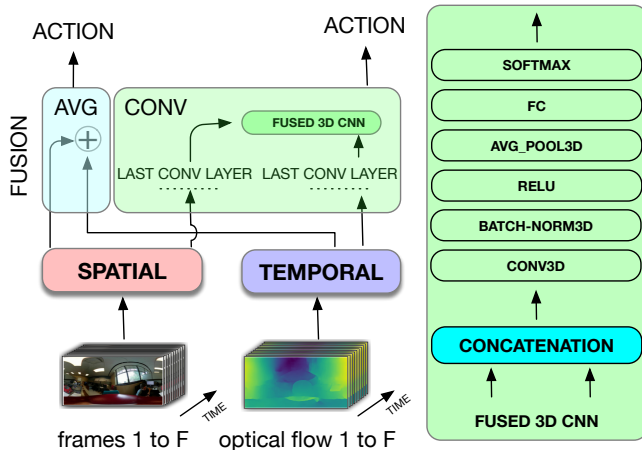 ACTION
ACTION
FUSION
AVG
CONV
FUSED 3D CNN
LAST CONV LAYER
LAST CONV LAYER
SPATIAL
TEMPORAL
TIME
TIME
frames 1 to F
optical flow 1 to F
SOFTMAX
FC
AVG_POOL3D
RELU
BATCH-NORM3D
CONV3D
CONCATENATION
FUSED 3D CNN